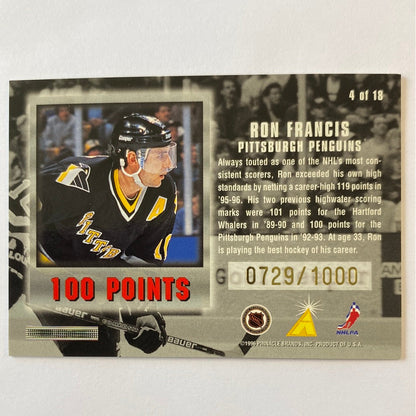 4 of 18
RON FRANCIS
PITTSBURGH PENGUINS
Always touted as one of the NHL's most con-
sistent scorers, Ron exceeded his own high
standards by netting a career-high 119 points in
'95-96. His two previous highwater scoring
marks were 101 points for the Hartford
Whalers in '89-90 and 100 points for the
Pittsburgh Penguins in '92-93. At age 33, Ron
is playing the best hockey of his career.
0729/1000
PITT
A
100 POINTS
BAUER
BAUER
NHLPA
©1996 PINNACLE BRANDS, INC. PRODUCT OF U.S.A.